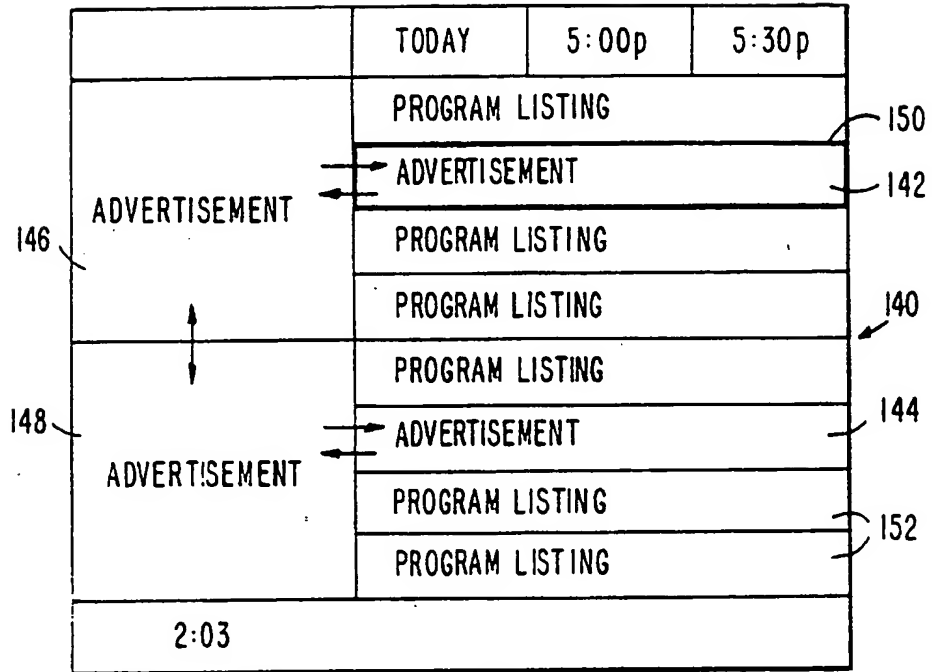 TODAY 5:00p 5:30p
PROGRAM LISTING
150
ADVERTISEMENT
142
ADVERTISEMENT
146
PROGRAM LISTING
PROGRAM LISTING
140
PROGRAM LISTING
148
ADVERTISEMENT
144
ADVERTISEMENT
PROGRAM LISTING
152
PROGRAM LISTING
2:03